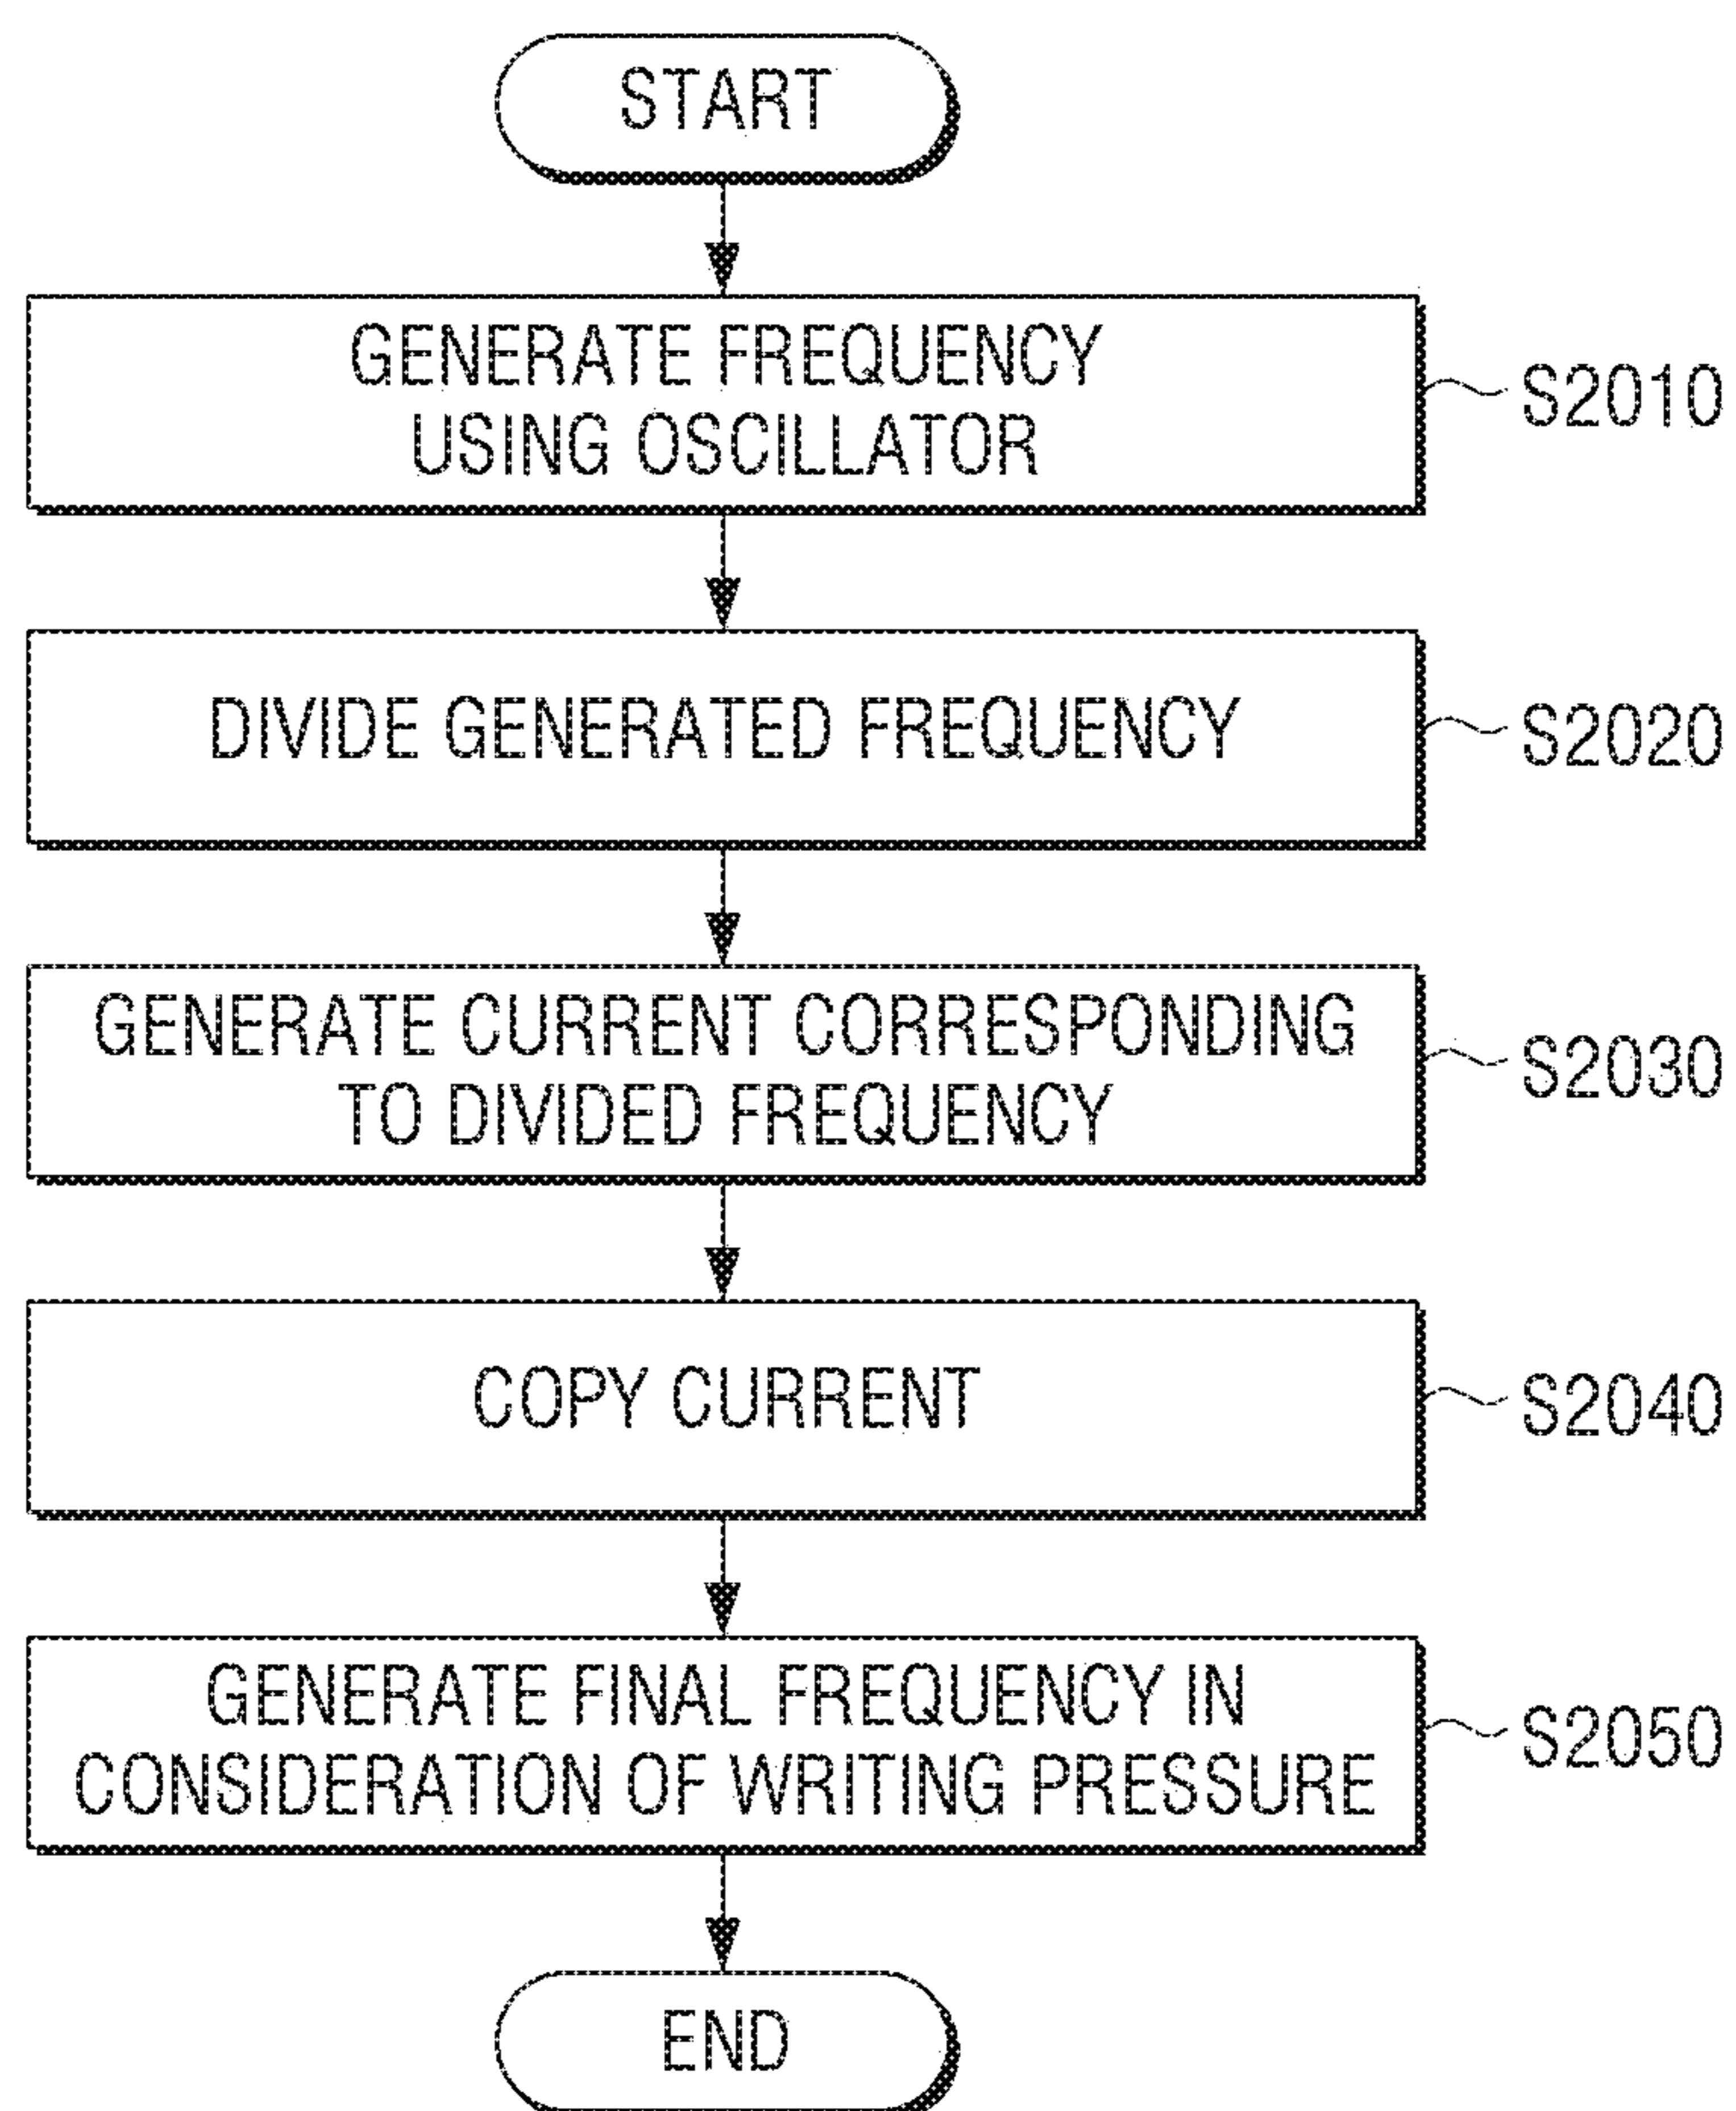 START
GENERATE FREQUENCY
USING OSCILLATOR
S2010
DIVIDE GENERATED FREQUENCY
S2020
GENERATE CURRENT CORRESPONDING
TO DIVIDED FREQUENCY
S2030
COPY CURRENT
S2040
GENERATE FINAL FREQUENCY IN
CONSIDERATION OF WRITING PRESSURE
S2050
END